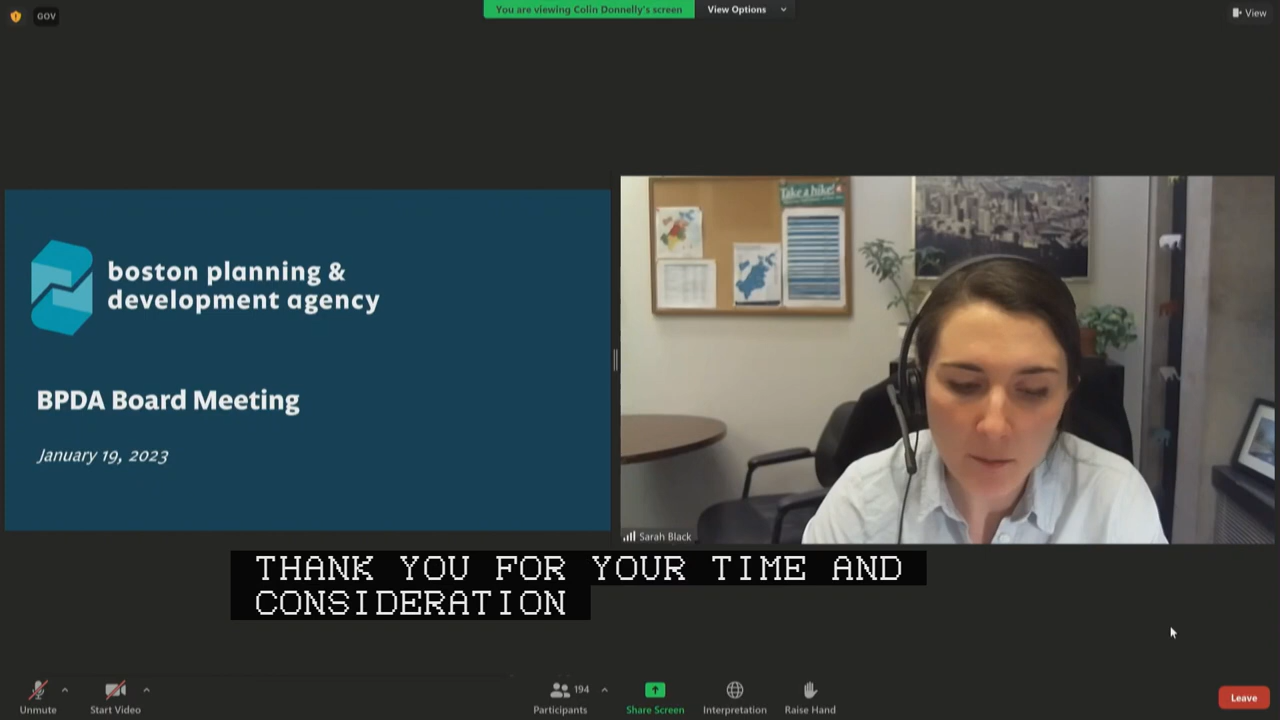 GOV
You are viewing Colin Donnelly's screen
View Options
View
boston planning &
development agency
BPDA Board Meeting
January 19, 2023
Take a hike!
Sarah Black
THANK YOU FOR YOUR TIME AND
CONSIDERATION
Unmute
Start Video
194
Participants
Share Screen
Interpretation
Raise Hand
Leave